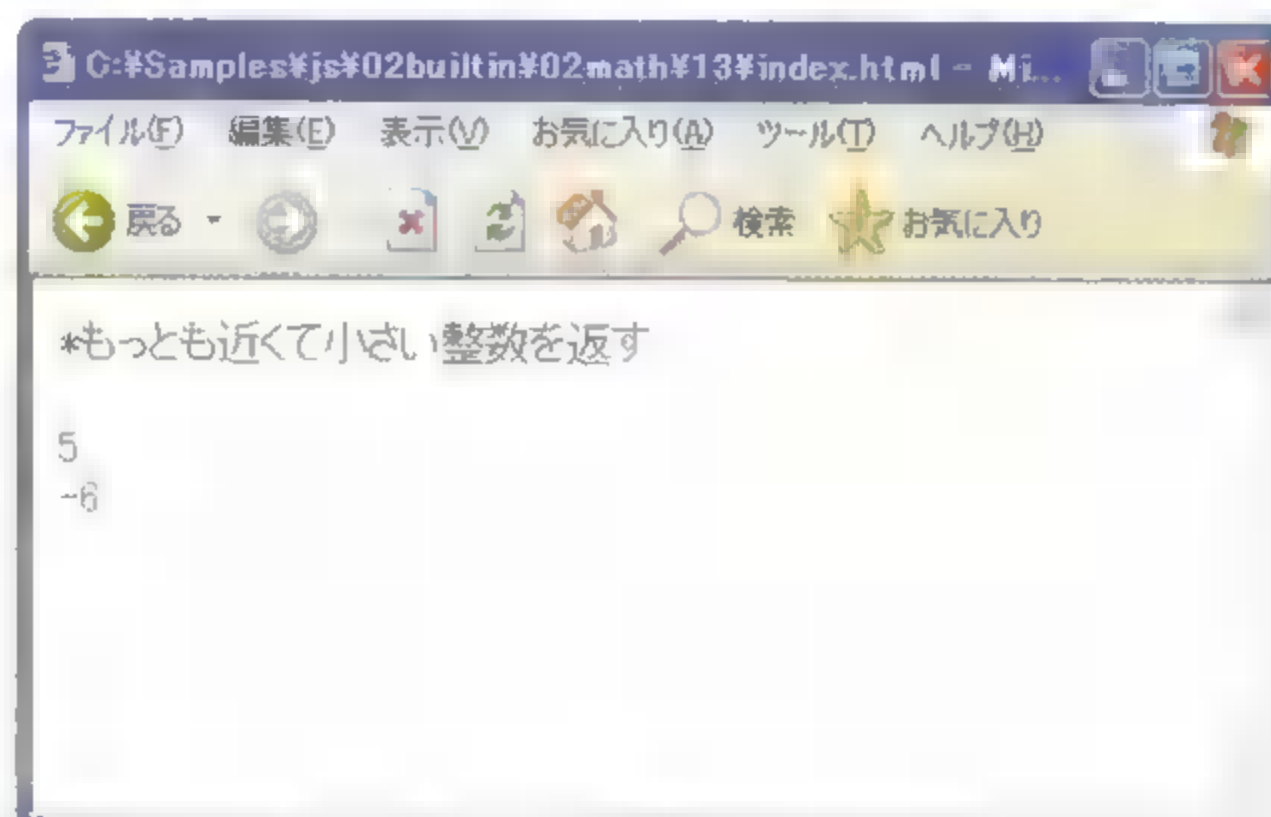 C:¥Samples¥js¥02builtin¥02math¥13¥index.html - Mi...
ファイル(F) 編集(E) 表示(V) お気に入り(A) ツール(T) ヘルプ(H)
戻る 検索 お気に入り
*もっとも近くて小さい整数を返す
5
-6